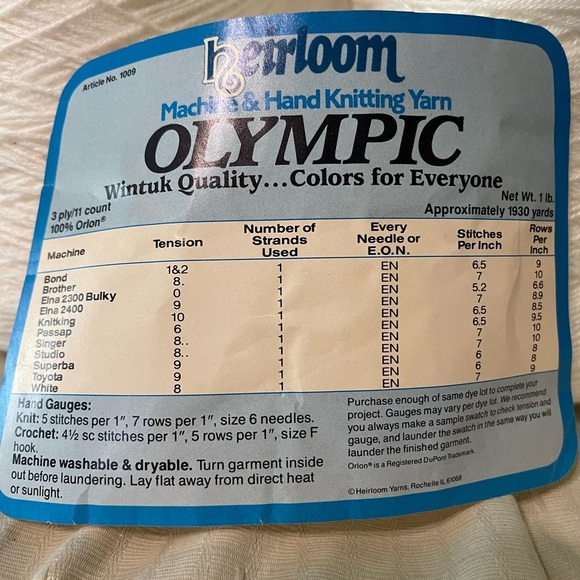 heirloom
Article No. 1009
Machine & Hand Knitting Yarn
OLYMPIC
Wintuk Quality...Colors for Everyone
3 ply/11 count
100% Orlon®
Net Wt. 1 lb.
Approximately 1930 yards
Machine Tension Number of Strands Used Every Needle or E.O.N. Stitches Per Inch Rows Per Inch
Bond 1&2 1 EN 6.5 9
Brother 8. 1 EN 7 10
Elna 2300 Bulky 0 1 EN 5.2 6.6
Elna 2400 9 1 EN 7 8.9
Knitking 10 1 EN 6.5 8.5
Passap 6 1 EN 6.5 9.5
Singer 8.. 1 EN 7 10
Studio 8.. 1 EN 7 10
Superba 9 1 EN 6 8
Toyota 9 1 EN 6 8
White 8 1 EN 7 9
Hand Gauges:
Knit: 5 stitches per 1", 7 rows per 1", size 6 needles.
Crochet: 4½ sc stitches per 1", 5 rows per 1", size F
hook.
Machine washable & dryable. Turn garment inside
out before laundering. Lay flat away from direct heat
or sunlight.
Purchase enough of same dye lot to complete your
project. Gauges may vary per dye lot. We recommend
you always make a sample swatch to check tension and
gauge, and launder the swatch in the same way you will
launder the finished garment.
Orlon® is a Registered DuPont Trademark.
© Heirloom Yarns, Rochelle IL 61068